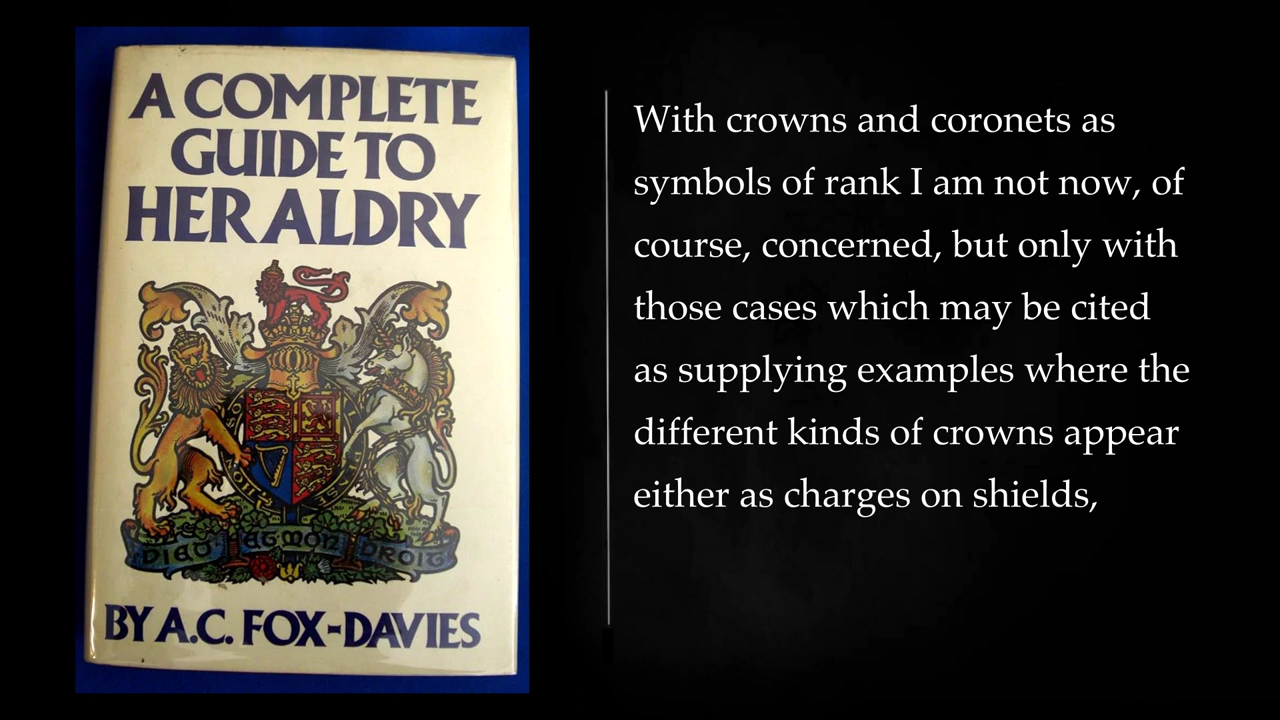 A COMPLETE
GUIDE TO
HERALDRY
DIEU ET MON DROIT
BY A.C. FOX-DAVIES
With crowns and coronets as
symbols of rank I am not now, of
course, concerned, but only with
those cases which may be cited
as supplying examples where the
different kinds of crowns appear
either as charges on shields,